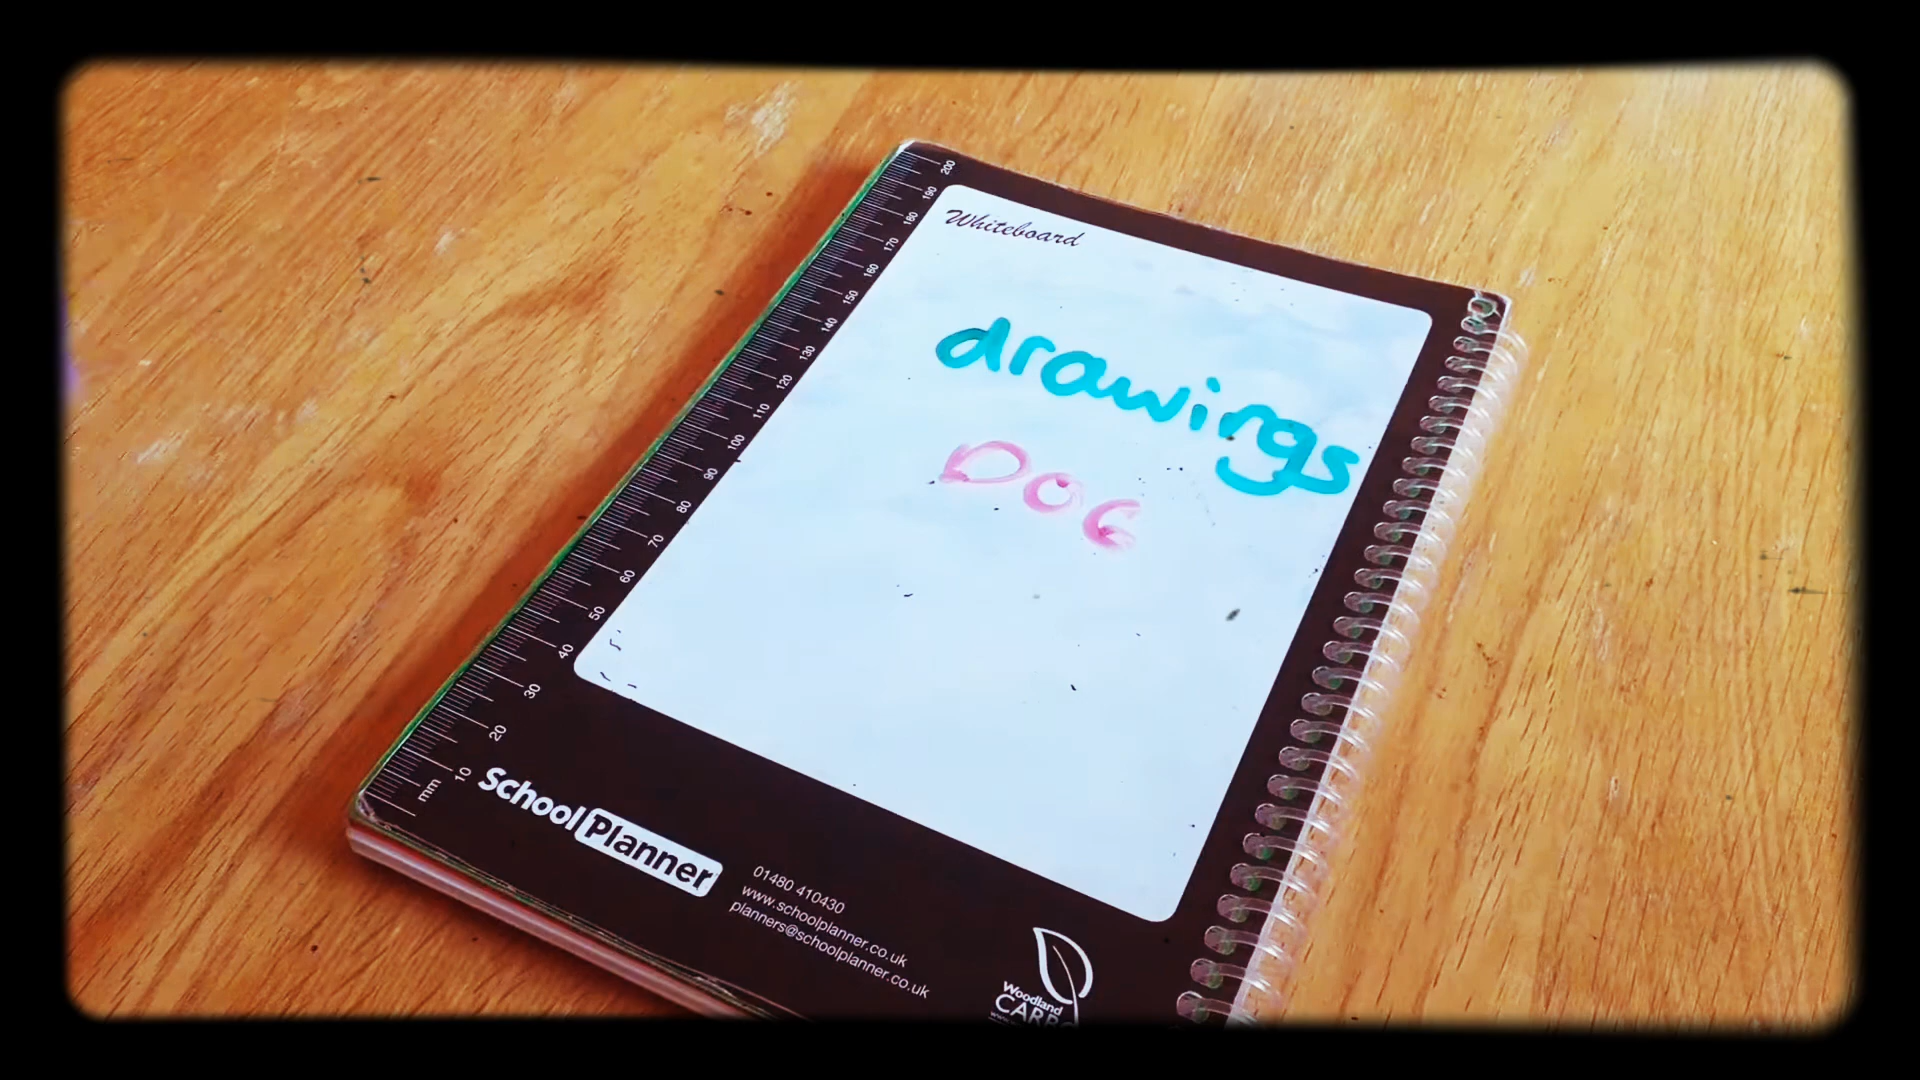 Whiteboard
drawings
DOG
200
190
180
170
160
150
140
130
120
110
100
90
80
70
60
50
40
30
20
10
mm
School Planner
01480 410430
www.schoolplanner.co.uk
planners@schoolplanner.co.uk
Woodland